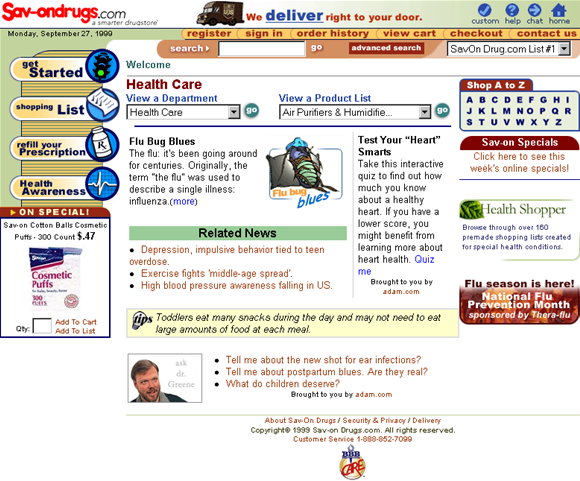 Sav-ondrugs.com
a smarter drugstore
We deliver right to your door.
custom help chat home
Monday, September 27, 1999
register sign in order history view cart checkout contact us
search go advanced search SavOn Drug.com List #1
get Started
shopping List
refill your Prescription
Health Awareness
ON SPECIAL!
Sav-on Cotton Balls Cosmetic
Puffs - 300 Count $.47
Cosmetic
Puffs
300
PUFFS
Qty: Add To Cart
Add To List
Welcome
Health Care
View a Department View a Product List
Health Care go Air Purifiers & Humidifie... go
Flu Bug Blues
The flu: it's been going around
for centuries. Originally, the
term "the flu" was used to
describe a single illness:
influenza.(more)
Flu bug
blues
Related News
Depression, impulsive behavior tied to teen
overdose.
Exercise fights 'middle-age spread'.
High blood pressure awareness falling in US.
Test Your “Heart”
Smarts
Take this interactive
quiz to find out how
much you know
about a healthy
heart. If you have a
lower score, you
might benefit from
learning more about
heart health. Quiz
me
Brought to you by
adam.com
tips Toddlers eat many snacks during the day and may not need to eat
large amounts of food at each meal.
ask
dr.
Greene
Tell me about the new shot for ear infections?
Tell me about postpartum blues. Are they real?
What do children deserve?
Brought to you by adam.com
Shop A to Z
A B C D E F G H I
J K L M N O P Q R
S T U V W X Y Z
Sav-on Specials
Click here to see this
week's online specials!
Health Shopper
Browse through over 160
premade shopping lists created
for special health conditions.
Flu season is here!
National Flu
Prevention Month
sponsored by Thera-flu
About Sav-On Drugs / Security & Privacy / Delivery
Copyright© 1999 Sav-on Drugs.com. All rights reserved.
Customer Service 1-888-852-7099
BBB
CARE